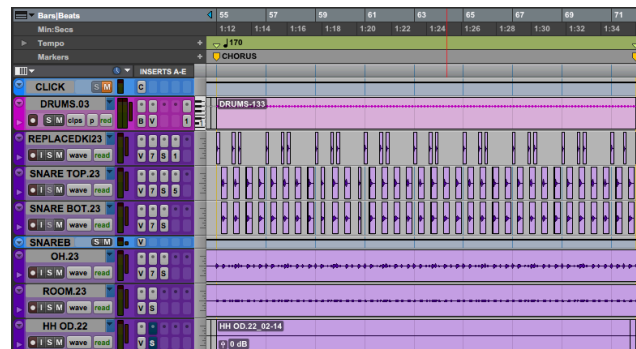 Bars|Beats 55 57 59 61 63 65 67 69 71
Min:Secs 1:12 1:14 1:16 1:18 1:20 1:22 1:24 1:26 1:28 1:30 1:32 1:34
Tempo + 170
Markers + CHORUS
INSERTS A-E
CLICK S M C
DRUMS.03 DRUMS-133
S M clps p red B V 1
REPLACEDKI23
I S M wave read V 7 S 1
SNARE TOP.23
I S M wave read V 7 S 5
SNARE BOT.23
I S M wave read V 7 S
SNAREB S M V
OH.23
I S M wave read V 7 S
ROOM.23
I S M wave read V S
HH OD.22 HH OD.22_02-14
I S M wave read V S 0 dB